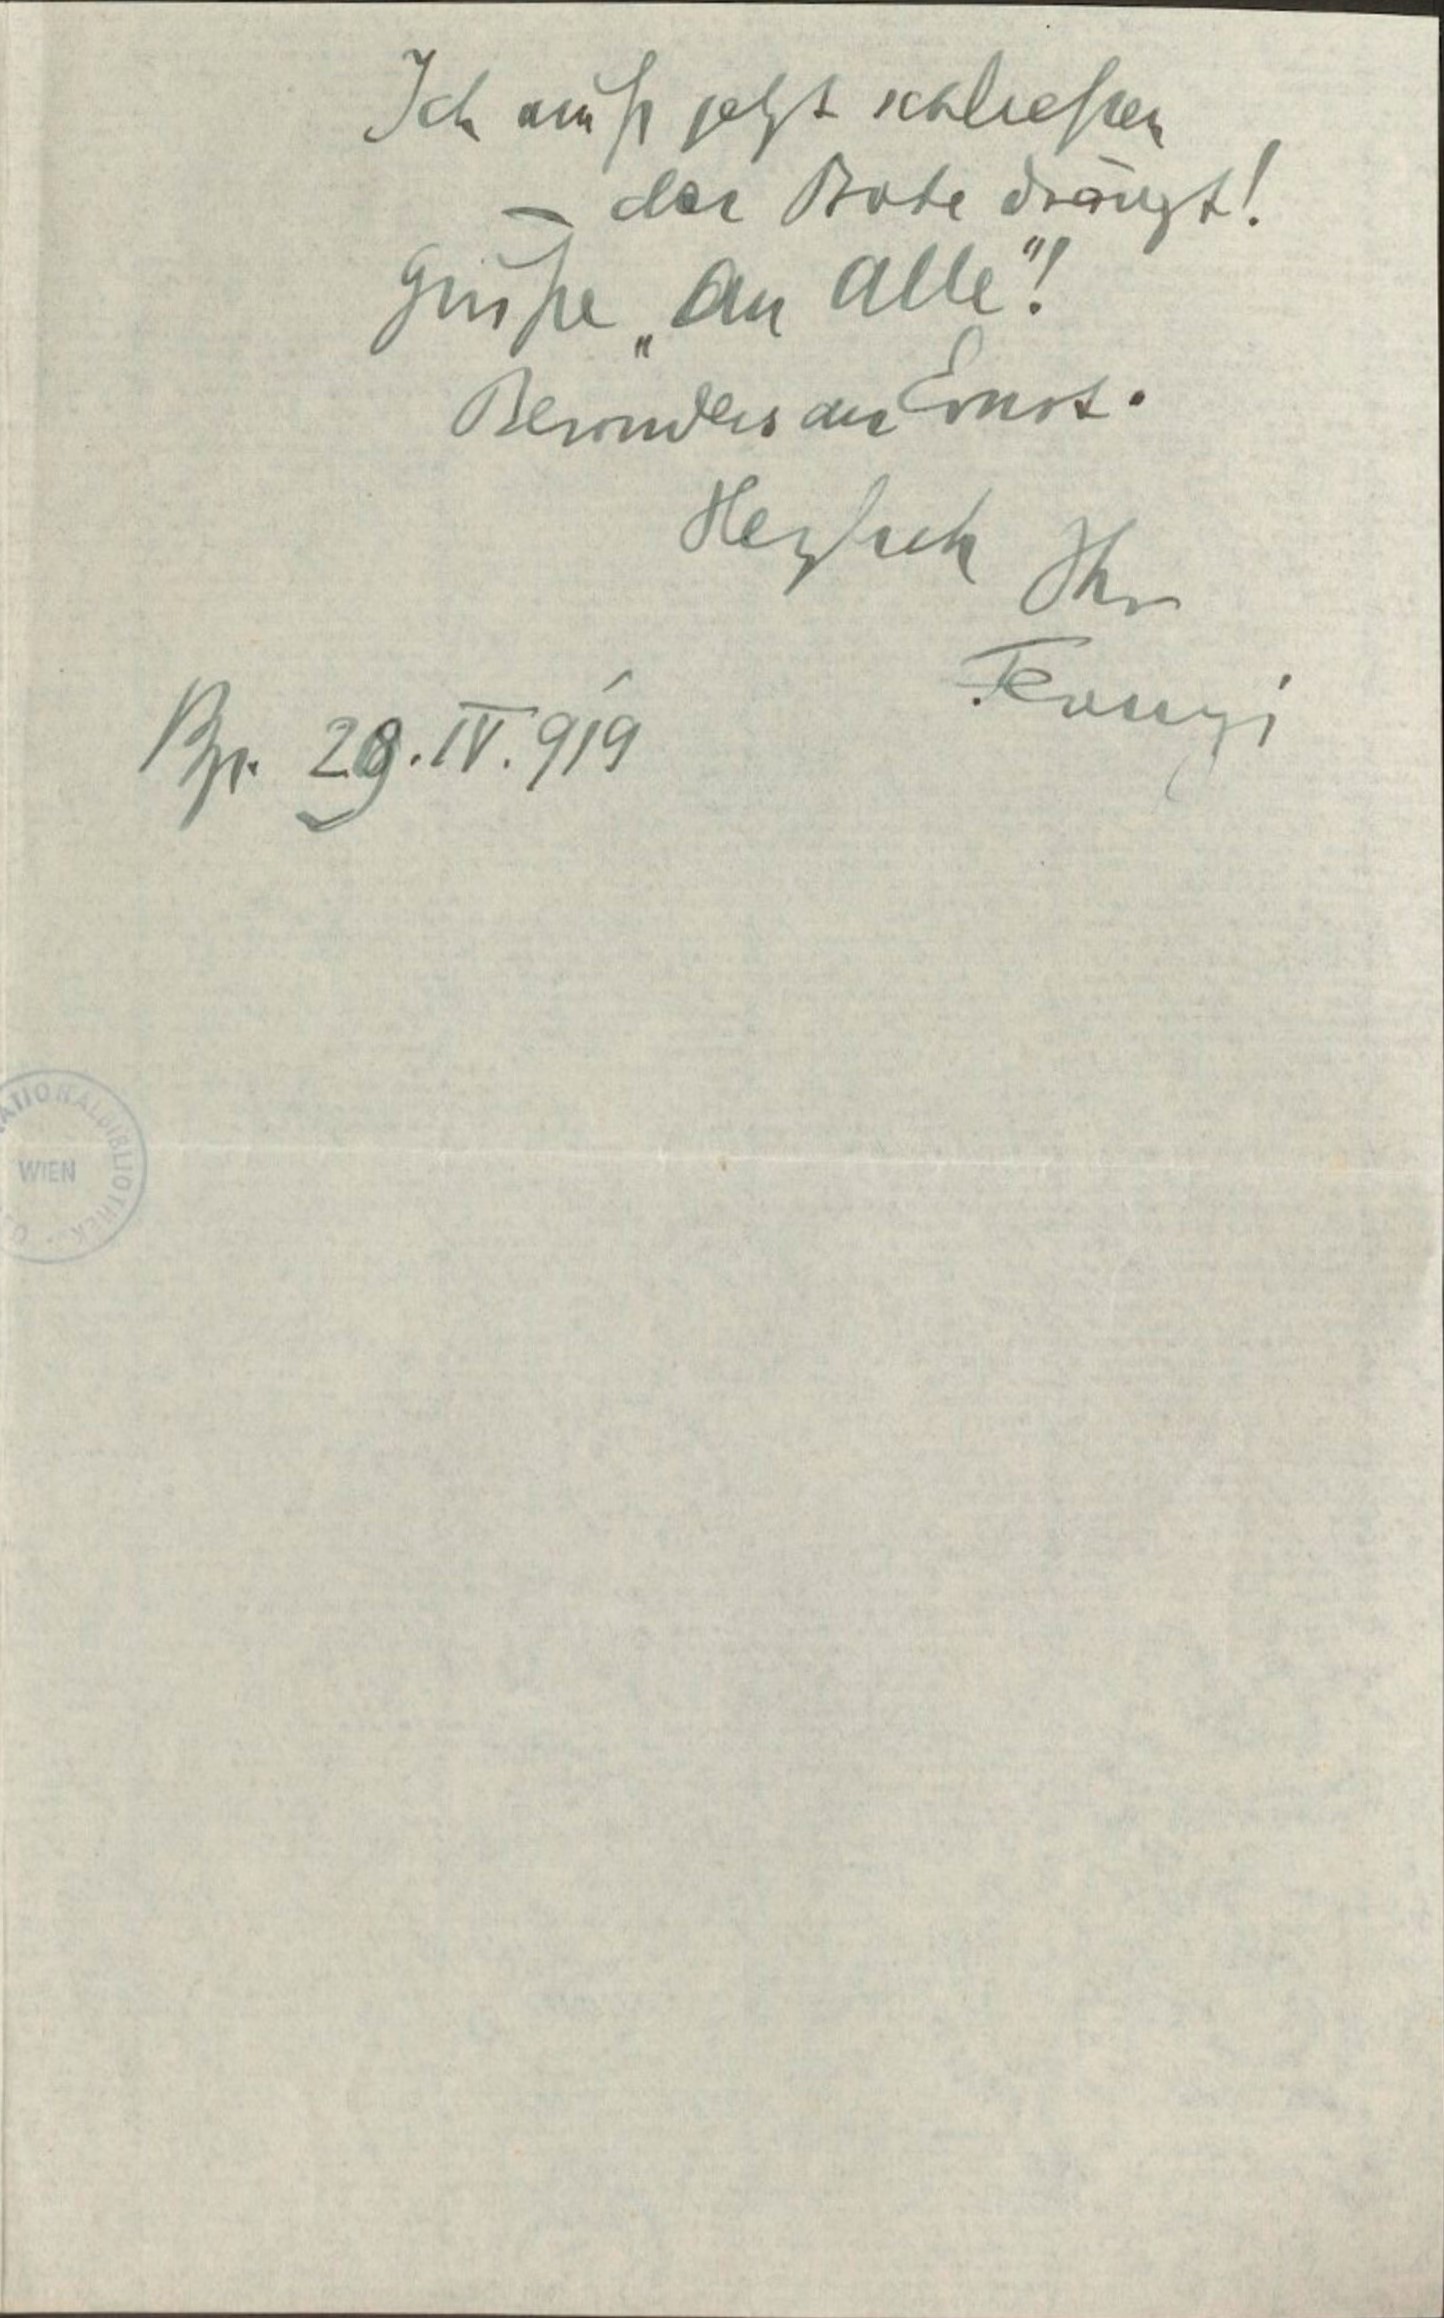 Ich muß jetzt schließen
– der Bote drängt!
Grüße „An Alle"!
Besonders an Ernst.
Herzlich Ihr
Ferenczi
Bp. 29. IV. 919
NATIONALBIBLIOTHEK
WIEN